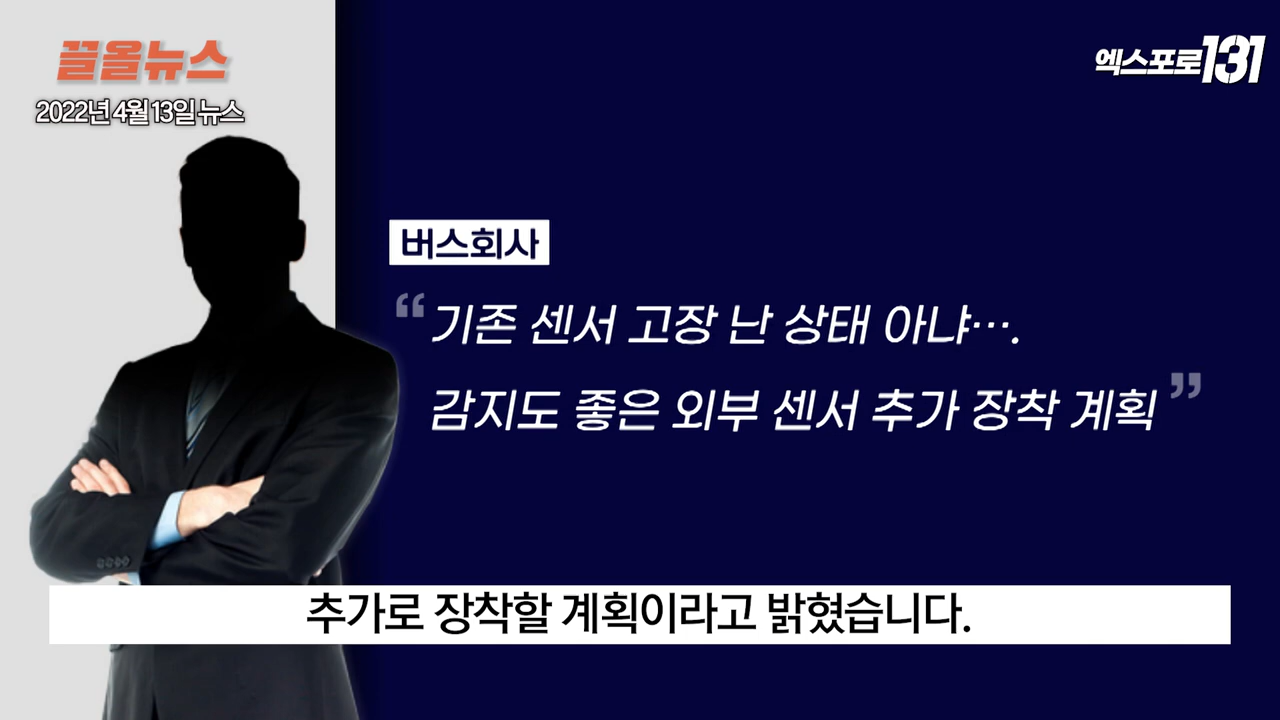 끌올뉴스
2022년 4월 13일 뉴스
엑스포로131
버스회사
“기존 센서 고장 난 상태 아냐….
감지도 좋은 외부 센서 추가 장착 계획”
추가로 장착할 계획이라고 밝혔습니다.